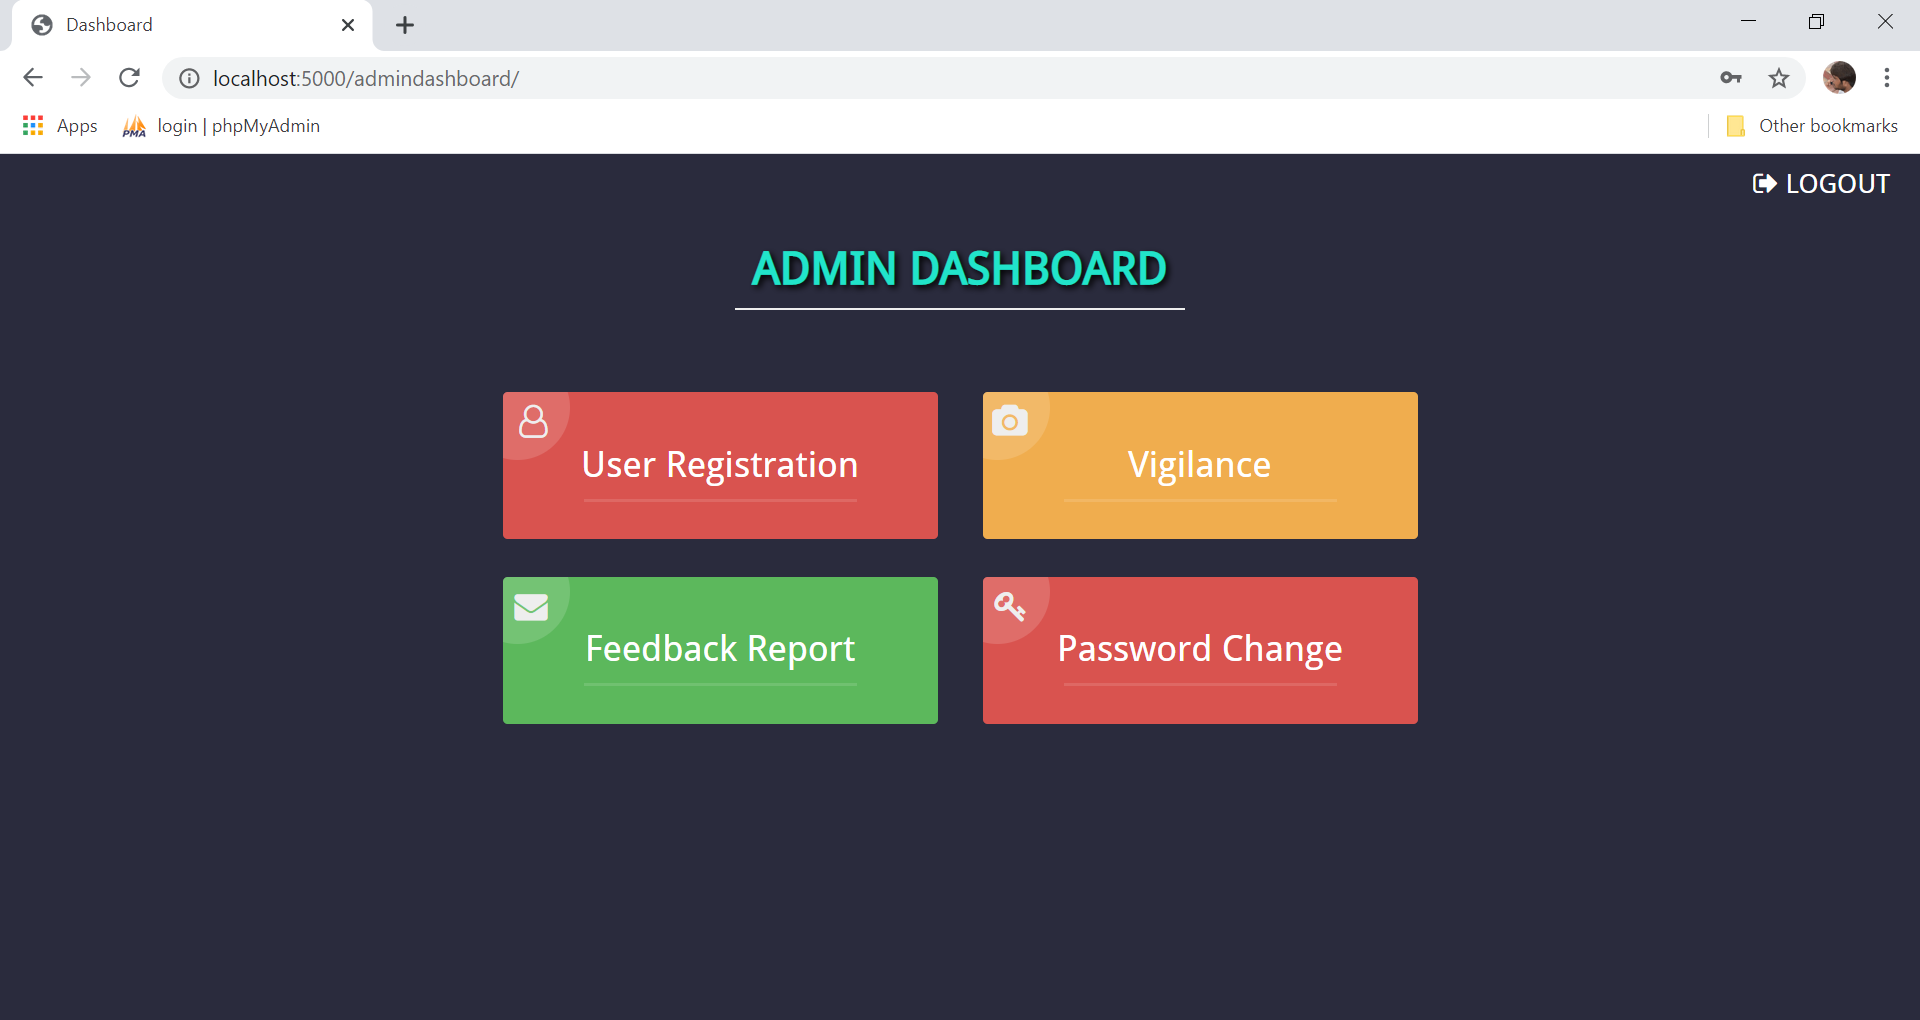 Dashboard
localhost:5000/admindashboard/
Apps
PMA
login | phpMyAdmin
Other bookmarks
LOGOUT
ADMIN DASHBOARD
User Registration
Vigilance
Feedback Report
Password Change